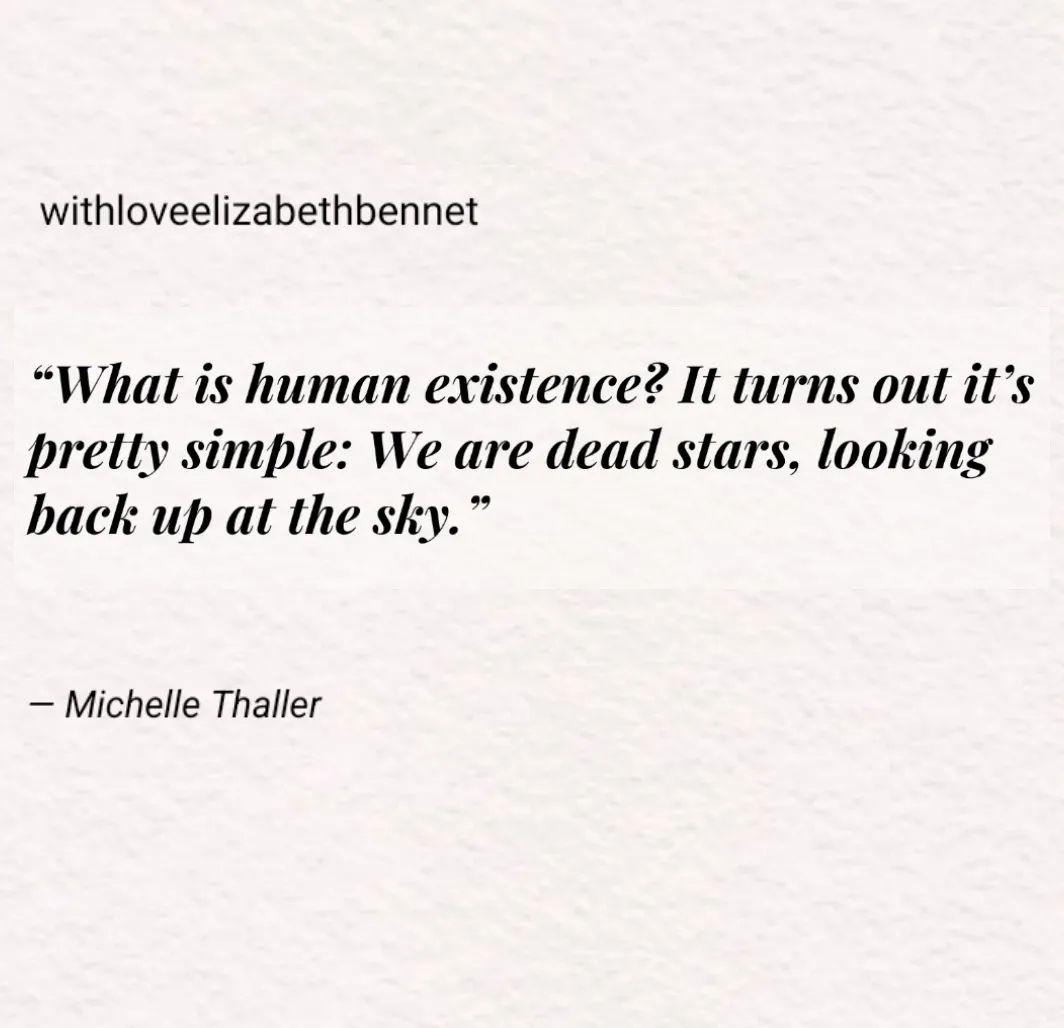 withloveelizabethbennet
“What is human existence? It turns out it’s
pretty simple: We are dead stars, looking
back up at the sky.”
— Michelle Thaller